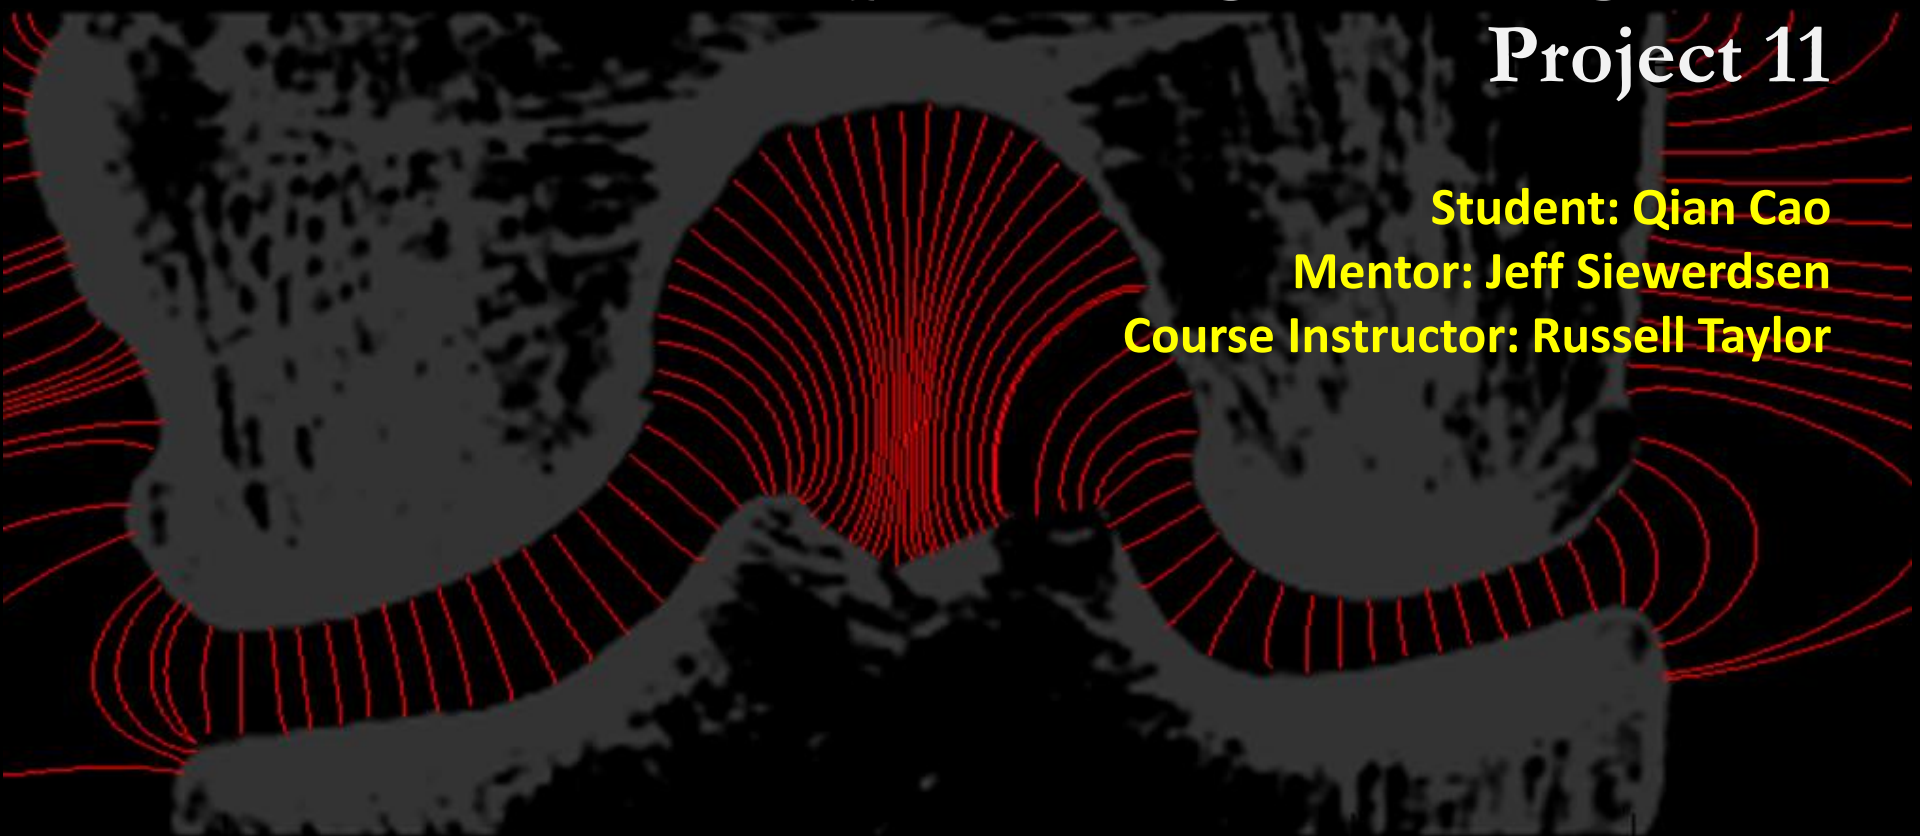 Project 11
Student: Qian Cao
Mentor: Jeff Siewerdsen
Course Instructor: Russell Taylor